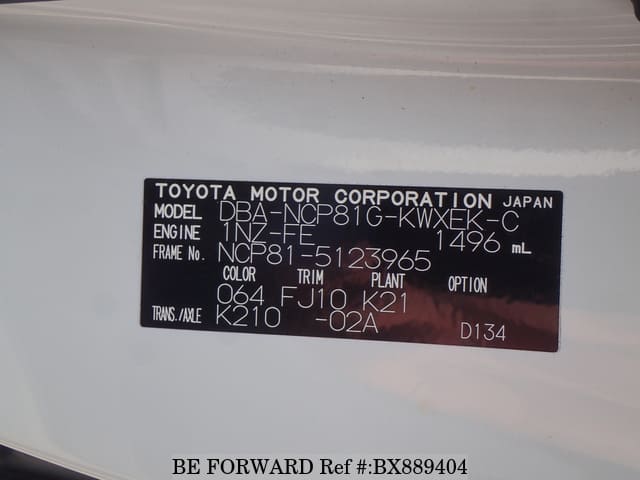 TOYOTA MOTOR CORPORATION JAPAN
MODEL DBA-NCP81G-KWXEK-C
ENGINE 1NZ-FE 1496 mL
FRAME No. NCP81-5123965
COLOR TRIM PLANT OPTION
064 FJ10 K21
TRANS./AXLE K210 -02A D134
BE FORWARD Ref #:BX889404